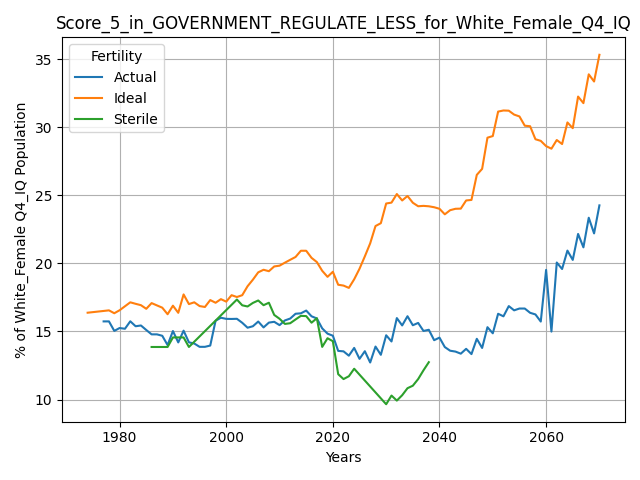 Score_5_in_GOVERNMENT_REGULATE_LESS_for_White_Female_Q4_IQ
Fertility
Actual
Ideal
Sterile
% of White_Female Q4_IQ Population
35
30
25
20
15
10
1980
2000
2020
2040
2060
Years